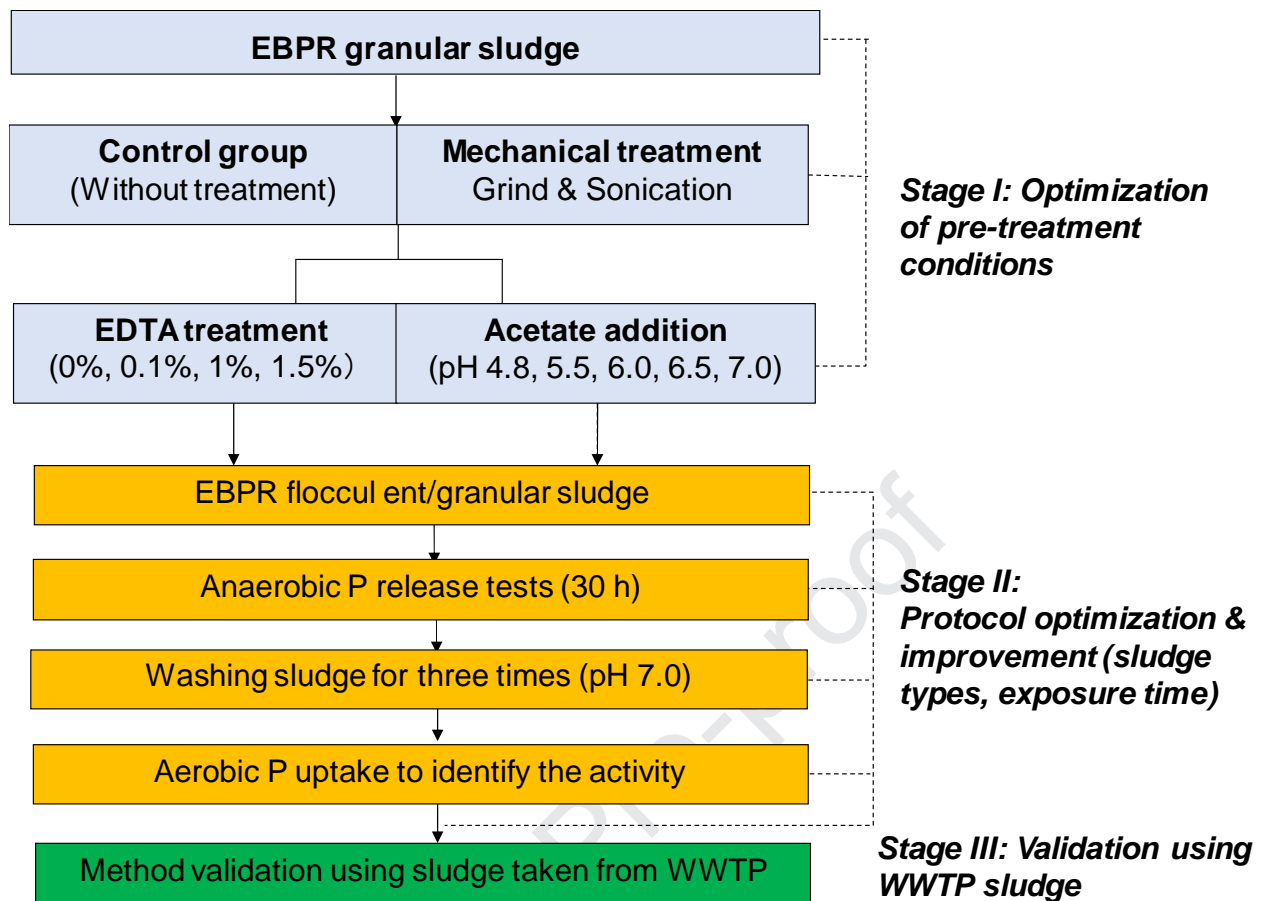 EBPR granular sludge
Control group
(Without treatment)
Mechanical treatment
Grind & Sonication
Stage I: Optimization
of pre-treatment
conditions
EDTA treatment
(0%, 0.1%, 1%, 1.5%）
Acetate addition
(pH 4.8, 5.5, 6.0, 6.5, 7.0)
EBPR floccul ent/granular sludge
Anaerobic P release tests (30 h)
Washing sludge for three times (pH 7.0)
Aerobic P uptake to identify the activity
Stage II:
Protocol optimization &
improvement (sludge
types, exposure time)
Method validation using sludge taken from WWTP
Stage III: Validation using
WWTP sludge
-proof